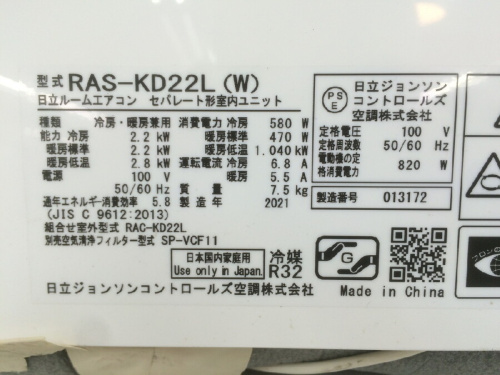 型式 RAS-KD22L (W)
日立ルームエアコン セパレート形室内ユニット
種類 冷房・暖房兼用 消費電力 冷房 580 W
能力 冷房 2.2 kW 暖房標準 470 W
暖房標準 2.2 kW 暖房低温 1.040 kW
暖房低温 2.8 kW 運転電流 冷房 6.8 A
電源 100 V 暖房 5.5 A
50/60 Hz 質量 7.5 kg
通年エネルギー消費効率 5.8 製造年 2021
(JIS C 9612:2013)
組合せ室外型式 RAC-KD22L
別売空気清浄フィルター型式 SP-VCF11
PS
E
日立ジョンソン
コントロールズ
空調株式会社
定格電圧 100 V
定格周波数 50/60 Hz
電動機の定
格消費電力 820 W
製造番号 013172
日本国内家庭用
Use only in Japan.
冷媒
R32
G
日立ジョンソンコントロールズ空調株式会社
Made in China